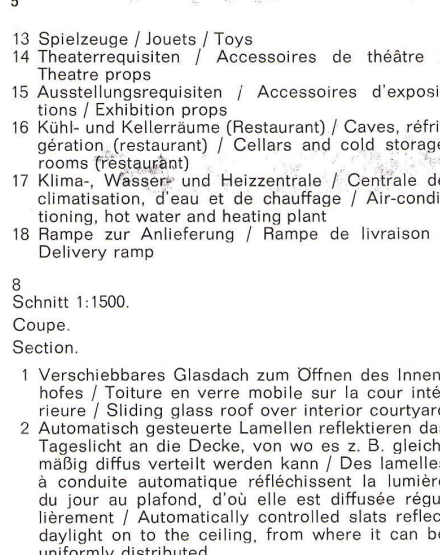 5
13 Spielzeuge / Jouets / Toys
14 Theaterrequisiten / Accessoires de théâtre
Theatre props
15 Ausstellungsrequisiten / Accessoires d'exposi
tions / Exhibition props
16 Kühl- und Kellerräume (Restaurant) / Caves, réfri
gération (restaurant) / Cellars and cold storage
rooms (restaurant)
17 Klima-, Wasser- und Heizzentrale / Centrale de
climatisation, d'eau et de chauffage / Air-condi
tioning, hot water and heating plant
18 Rampe zur Anlieferung / Rampe de livraison
Delivery ramp
8
Schnitt 1:1500.
Coupe.
Section.
1 Verschiebbares Glasdach zum Öffnen des Innen
hofes / Toiture en verre mobile sur la cour inté
rieure / Sliding glass roof over interior courtyard
2 Automatisch gesteuerte Lamellen reflektieren da
Tageslicht an die Decke, von wo es z. B. gleich
mäßig diffus verteilt werden kann / Des lamelles
à conduite automatique réfléchissent la lumière
du jour au plafond, d'où elle est diffusée régu
lièrement / Automatically controlled slats reflec
daylight on to the ceiling, from where it can be
uniformly distributed